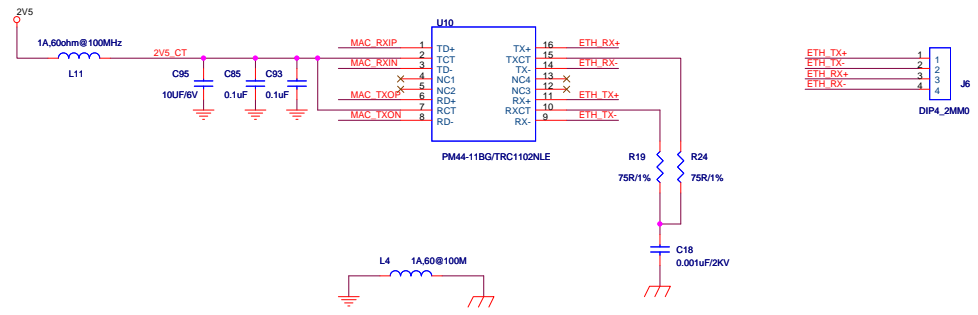 2V5
1A,60ohm@100MHz
L11
2V5_CT
C95
10UF/6V
C85
0.1uF
C93
0.1uF
U10
MAC_RXIP 1 TD+ TX+ 16 ETH_RX+
2 TCT TXCT 15
MAC_RXIN 3 TD- TX- 14 ETH_RX-
4 NC1 NC4 13
5 NC2 NC3 12
MAC_TXOP 6 RD+ RX+ 11 ETH_TX+
7 RCT RXCT 10
MAC_TXON 8 RD- RX- 9 ETH_TX-
PM44-11BG/TRC1102NLE
ETH_TX+ 1 1
ETH_TX- 2 2
ETH_RX+ 3 3
ETH_RX- 4 4
J6
DIP4_2MM0
R19
75R/1%
R24
75R/1%
C18
0.001uF/2KV
L4 1A,60@100M